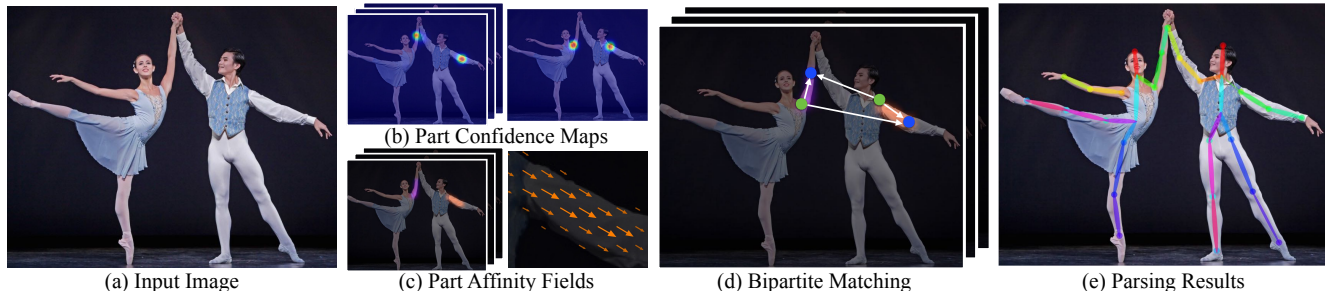 (a) Input Image
(b) Part Confidence Maps
(c) Part Affinity Fields
(d) Bipartite Matching
(e) Parsing Results